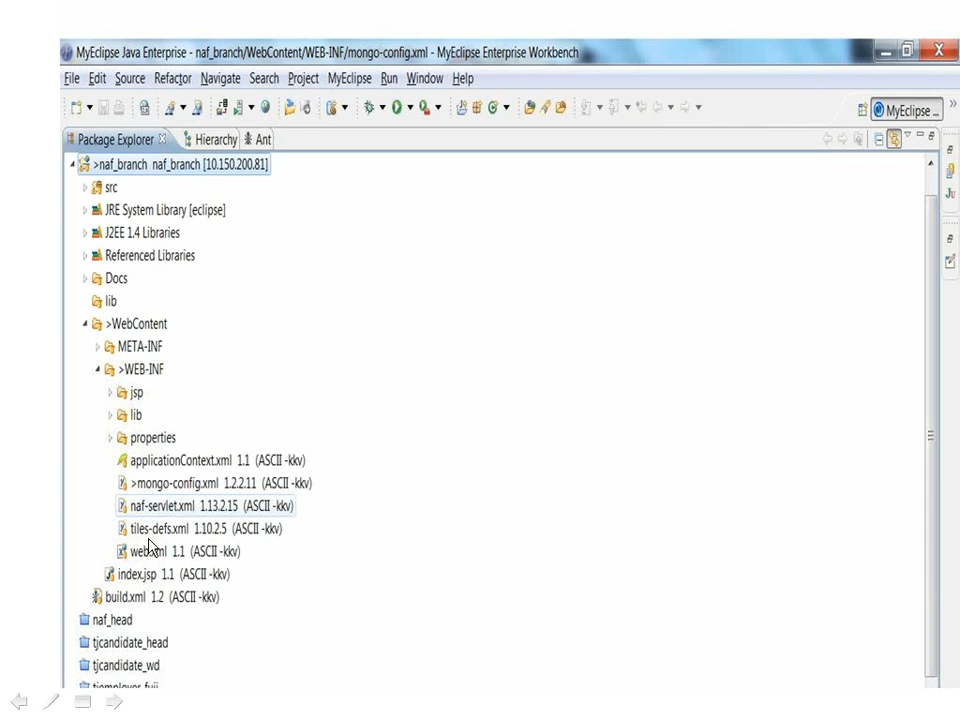 MyEclipse Java Enterprise - naf_branch/WebContent/WEB-INF/mongo-config.xml - MyEclipse Enterprise Workbench
File Edit Source Refactor Navigate Search Project MyEclipse Run Window Help
MyEclipse ...
Package Explorer Hierarchy Ant
>naf_branch naf_branch [10.150.200.81]
src
JRE System Library [eclipse]
J2EE 1.4 Libraries
Referenced Libraries
Docs
lib
>WebContent
META-INF
>WEB-INF
jsp
lib
properties
applicationContext.xml 1.1 (ASCII -kkv)
>mongo-config.xml 1.2.2.11 (ASCII -kkv)
naf-servlet.xml 1.13.2.15 (ASCII -kkv)
tiles-defs.xml 1.10.2.5 (ASCII -kkv)
web.xml 1.1 (ASCII -kkv)
index.jsp 1.1 (ASCII -kkv)
build.xml 1.2 (ASCII -kkv)
naf_head
tjcandidate_head
tjcandidate_wd